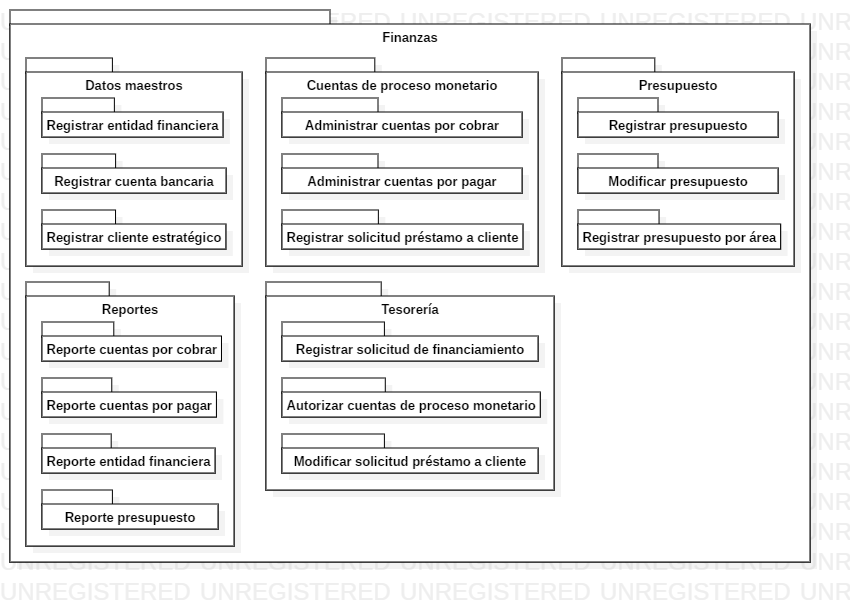 Finanzas
Datos maestros
Registrar entidad financiera
Registrar cuenta bancaria
Registrar cliente estratégico
Cuentas de proceso monetario
Administrar cuentas por cobrar
Administrar cuentas por pagar
Registrar solicitud préstamo a cliente
Presupuesto
Registrar presupuesto
Modificar presupuesto
Registrar presupuesto por área
Reportes
Reporte cuentas por cobrar
Reporte cuentas por pagar
Reporte entidad financiera
Reporte presupuesto
Tesorería
Registrar solicitud de financiamiento
Autorizar cuentas de proceso monetario
Modificar solicitud préstamo a cliente
UNREGISTERED UNREGISTERED UNREGISTERED UNREGISTERED UNR